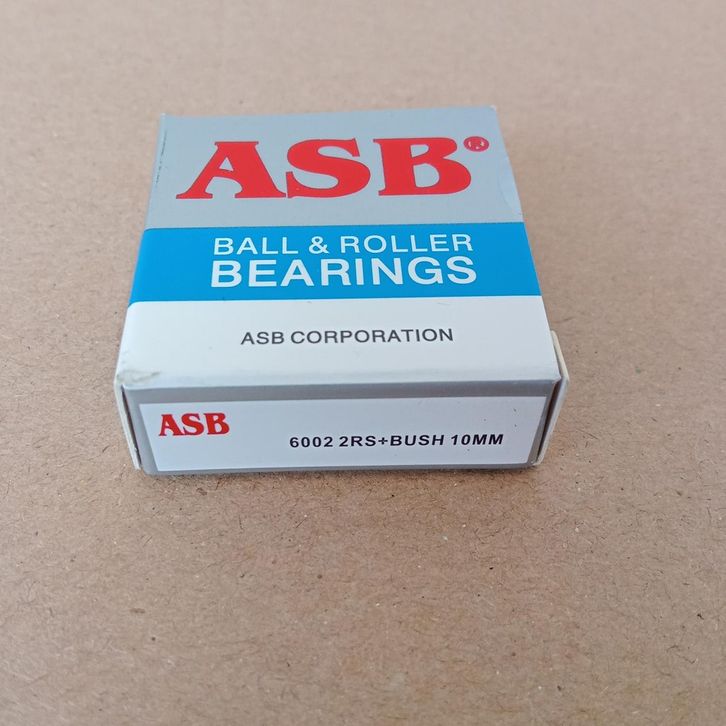 ASB®
BALL & ROLLER
BEARINGS
ASB CORPORATION
ASB
6002 2RS+BUSH 10MM